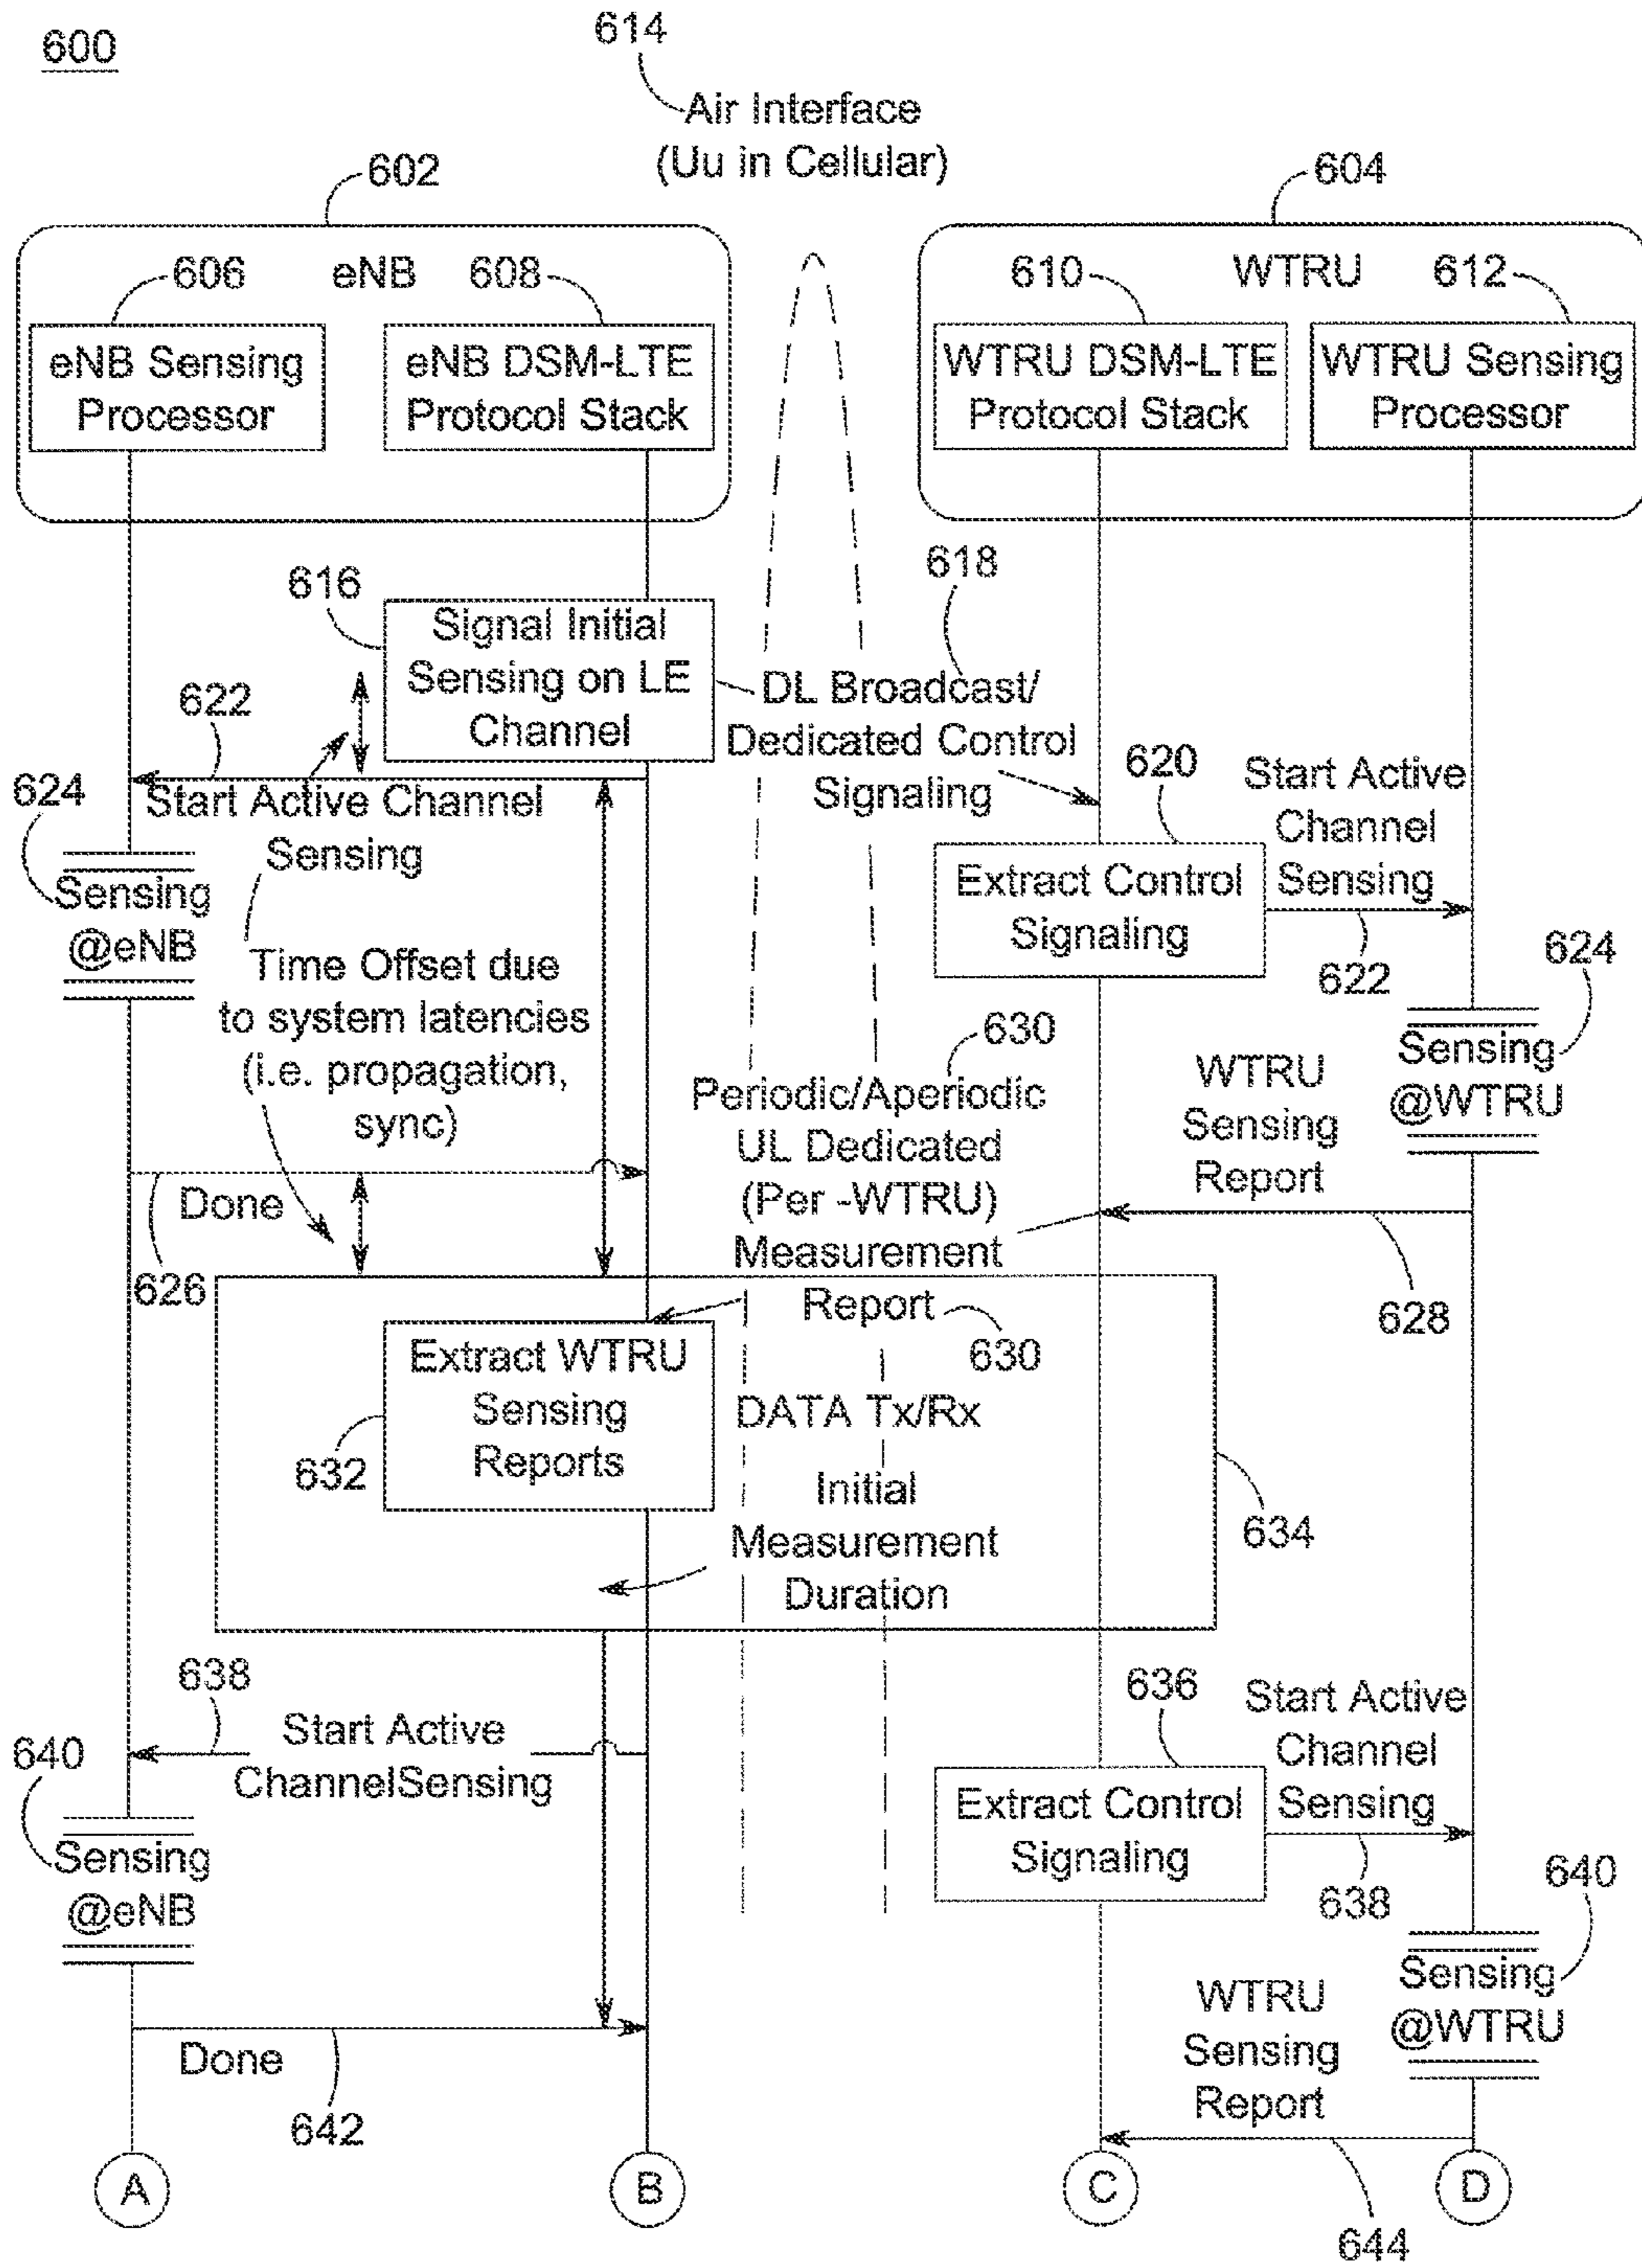 600
614
Air Interface
(Uu in Cellular)
602
604
606
eNB
608
610
WTRU
612
eNB Sensing
Processor
eNB DSM-LTE
Protocol Stack
WTRU DSM-LTE
Protocol Stack
WTRU Sensing
Processor
616
Signal Initial
Sensing on LE
Channel
618
DL Broadcast/
Dedicated Control
Signaling
622
Start Active Channel
Sensing
624
Sensing
@eNB
620
Extract Control
Signaling
Start Active
Channel
Sensing
622
624
Sensing
@WTRU
Time Offset due
to system latencies
(i.e. propagation,
sync)
630
Periodic/Aperiodic
UL Dedicated
(Per -WTRU)
Measurement
Report
630
WTRU
Sensing
Report
628
Done
626
Extract WTRU
Sensing
Reports
632
DATA Tx/Rx
Initial
Measurement
Duration
634
638
Start Active
ChannelSensing
640
Sensing
@eNB
636
Extract Control
Signaling
Start Active
Channel
Sensing
638
640
Sensing
@WTRU
Done
642
WTRU
Sensing
Report
644
A
B
C
D